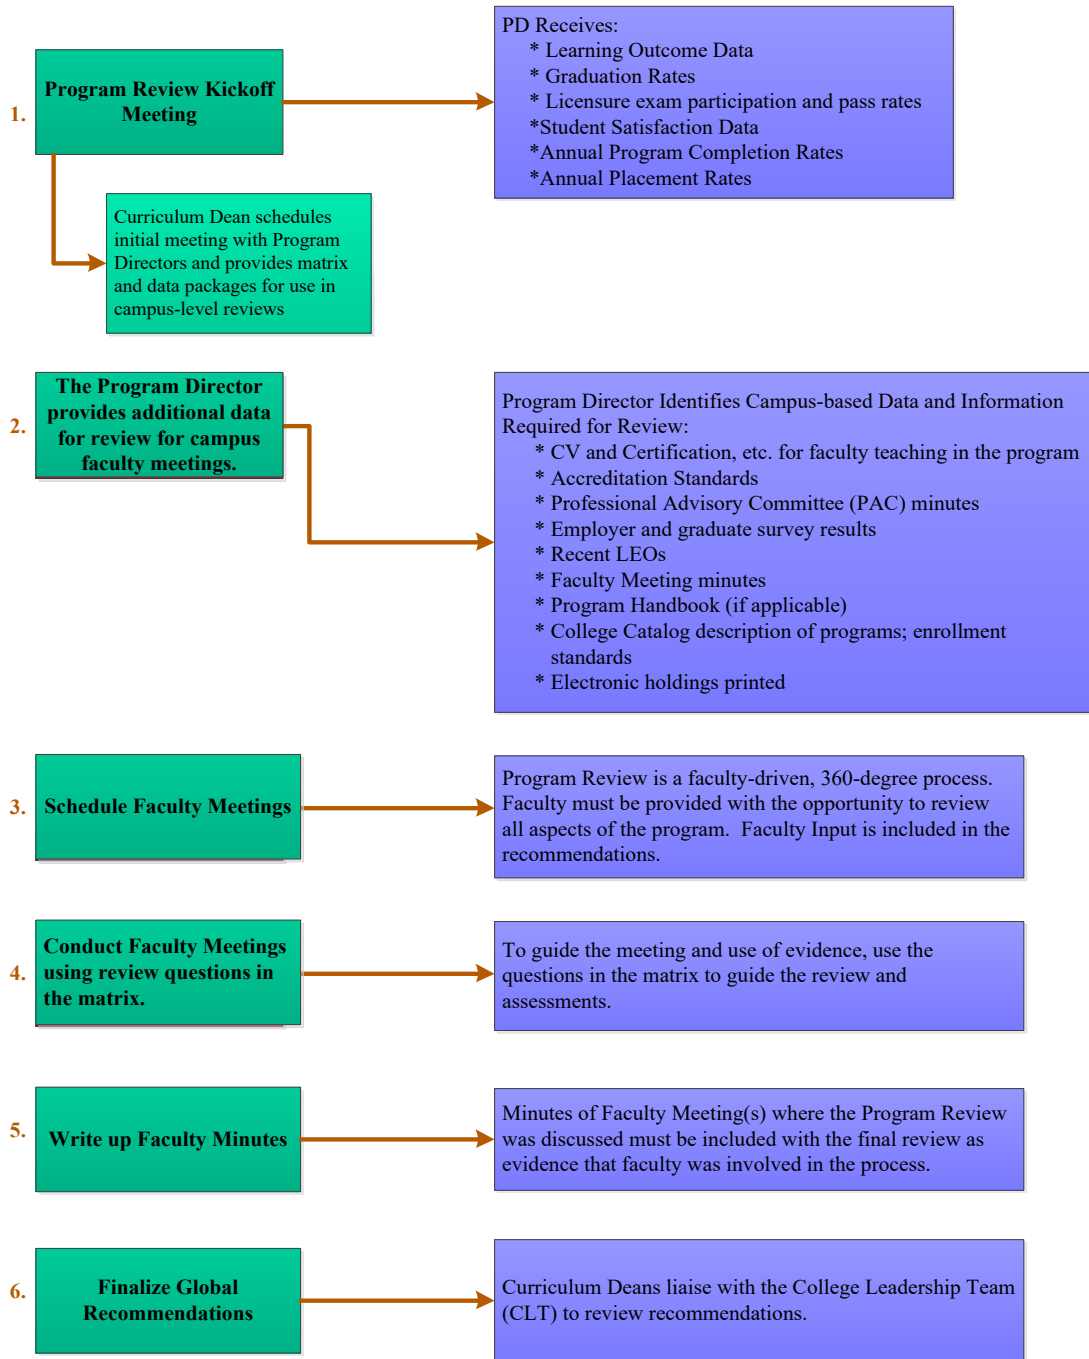 1.
Program Review Kickoff
Meeting
PD Receives:
* Learning Outcome Data
* Graduation Rates
* Licensure exam participation and pass rates
*Student Satisfaction Data
*Annual Program Completion Rates
*Annual Placement Rates
Curriculum Dean schedules
initial meeting with Program
Directors and provides matrix
and data packages for use in
campus-level reviews
2.
The Program Director
provides additional data
for review for campus
faculty meetings.
Program Director Identifies Campus-based Data and Information
Required for Review:
* CV and Certification, etc. for faculty teaching in the program
* Accreditation Standards
* Professional Advisory Committee (PAC) minutes
* Employer and graduate survey results
* Recent LEOs
* Faculty Meeting minutes
* Program Handbook (if applicable)
* College Catalog description of programs; enrollment
standards
* Electronic holdings printed
3.
Schedule Faculty Meetings
Program Review is a faculty-driven, 360-degree process.
Faculty must be provided with the opportunity to review
all aspects of the program.  Faculty Input is included in the
recommendations.
4.
Conduct Faculty Meetings
using review questions in
the matrix.
To guide the meeting and use of evidence, use the
questions in the matrix to guide the review and
assessments.
5.
Write up Faculty Minutes
Minutes of Faculty Meeting(s) where the Program Review
was discussed must be included with the final review as
evidence that faculty was involved in the process.
6.
Finalize Global
Recommendations
Curriculum Deans liaise with the College Leadership Team
(CLT) to review recommendations.